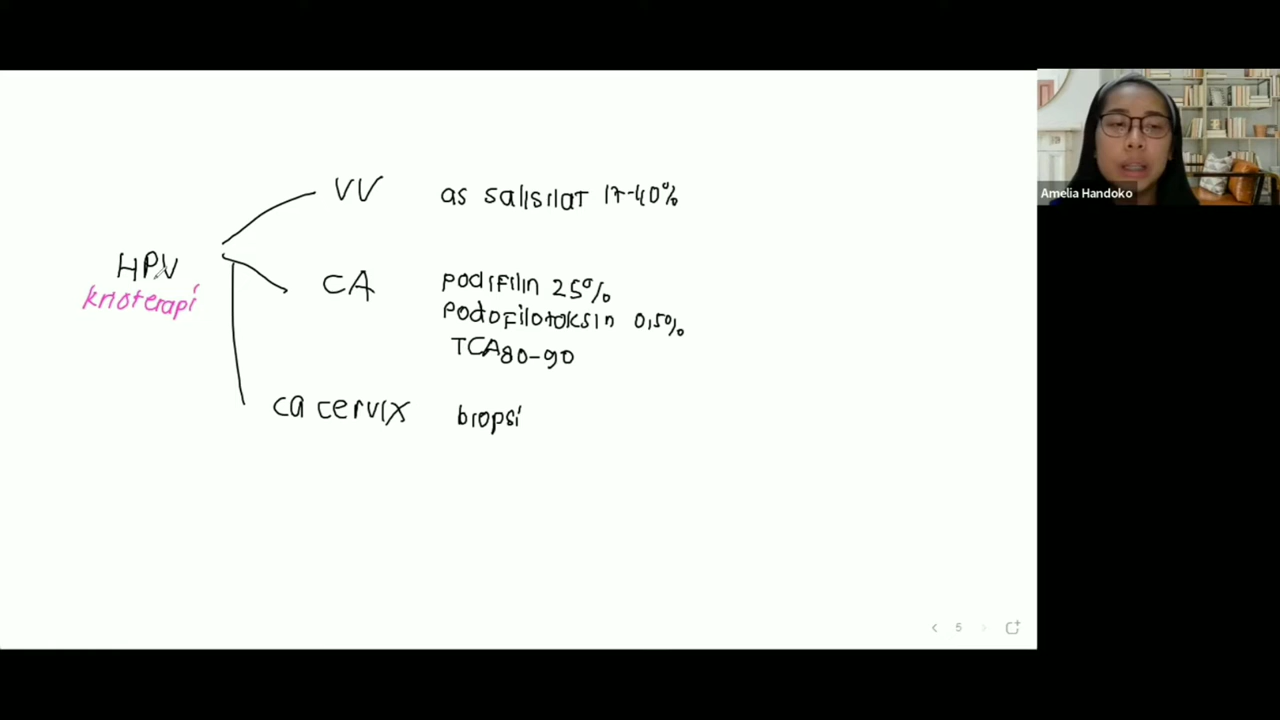 VV as salisilat 17-40%
HPV
krioterapi
CA podifilin 25%
podofilotoksin 0,5%
TCA 80-90
ca cervix biopsi
Amelia Handoko
5